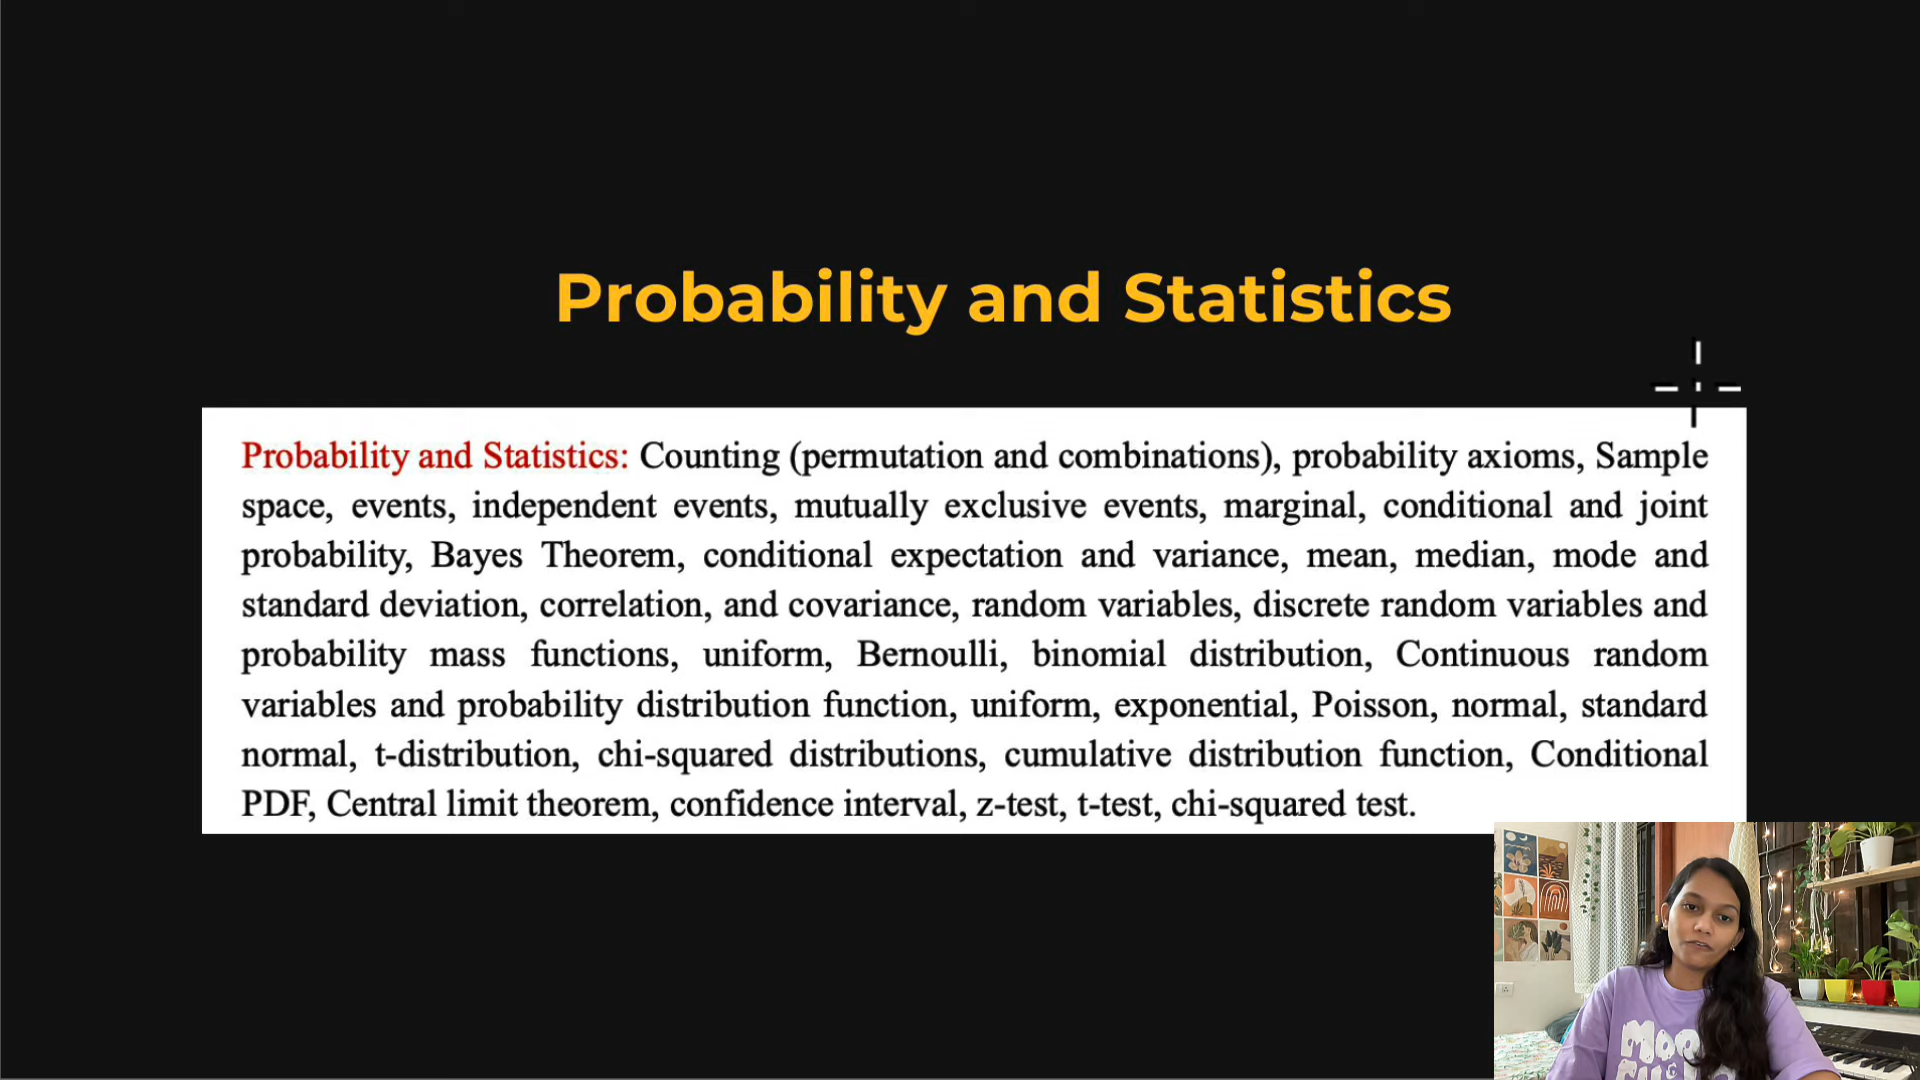 Probability and Statistics
Probability and Statistics: Counting (permutation and combinations), probability axioms, Sample
space, events, independent events, mutually exclusive events, marginal, conditional and joint
probability, Bayes Theorem, conditional expectation and variance, mean, median, mode and
standard deviation, correlation, and covariance, random variables, discrete random variables and
probability mass functions, uniform, Bernoulli, binomial distribution, Continuous random
variables and probability distribution function, uniform, exponential, Poisson, normal, standard
normal, t-distribution, chi-squared distributions, cumulative distribution function, Conditional
PDF, Central limit theorem, confidence interval, z-test, t-test, chi-squared test.